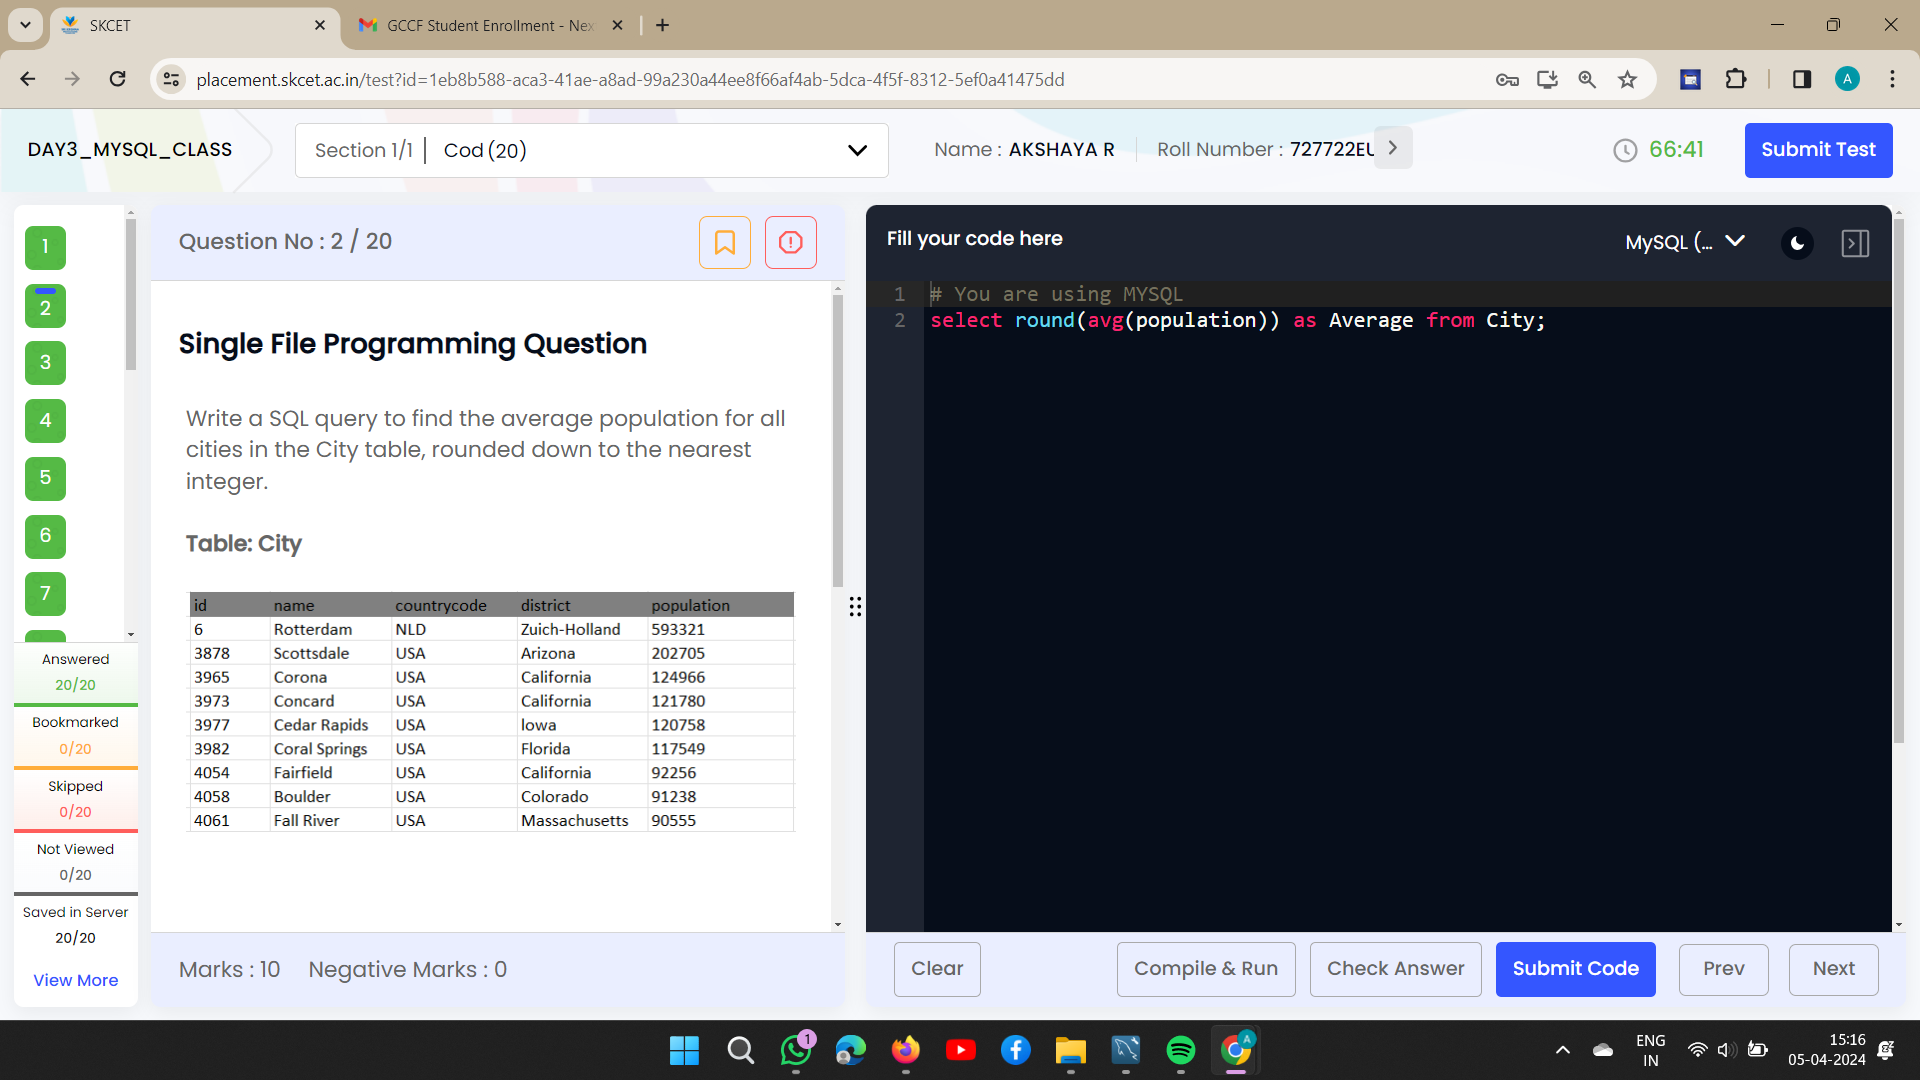 SKCET
GCCF Student Enrollment - Nex
placement.skcet.ac.in/test?id=1eb8b588-aca3-41ae-a8ad-99a230a44ee8f66af4ab-5dca-4f5f-8312-5ef0a41475dd
A
DAY3_MYSQL_CLASS
Section 1/1
Cod (20)
Name : AKSHAYA R
Roll Number : 727722EU
66:41
Submit Test
1
2
3
4
5
6
7
Answered
20/20
Bookmarked
0/20
Skipped
0/20
Not Viewed
0/20
Saved in Server
20/20
View More
Question No : 2 / 20
Single File Programming Question
Write a SQL query to find the average population for all
cities in the City table, rounded down to the nearest
integer.
Table: City
id name countrycode district population
6 Rotterdam NLD Zuich-Holland 593321
3878 Scottsdale USA Arizona 202705
3965 Corona USA California 124966
3973 Concard USA California 121780
3977 Cedar Rapids USA Iowa 120758
3982 Coral Springs USA Florida 117549
4054 Fairfield USA California 92256
4058 Boulder USA Colorado 91238
4061 Fall River USA Massachusetts 90555
Marks : 10 Negative Marks : 0
Fill your code here
MySQL (...
1 # You are using MYSQL
2 select round(avg(population)) as Average from City;
Clear
Compile & Run
Check Answer
Submit Code
Prev
Next
1
A
ENG
IN
15:16
05-04-2024